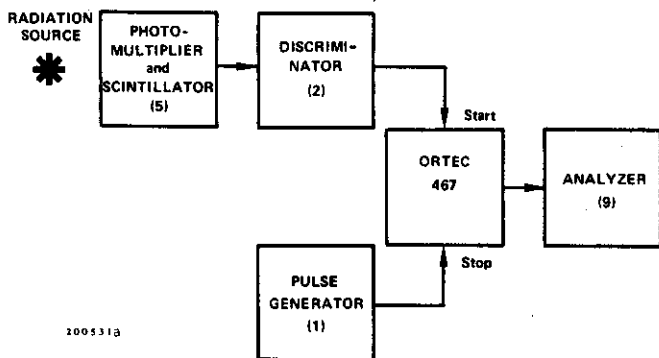 RADIATION
SOURCE
PHOTO-
MULTIPLIER
and
SCINTILLATOR
(5)
DISCRIMI-
NATOR
(2)
Start
ORTEC
467
ANALYZER
(9)
Stop
PULSE
GENERATOR
(1)
200531a